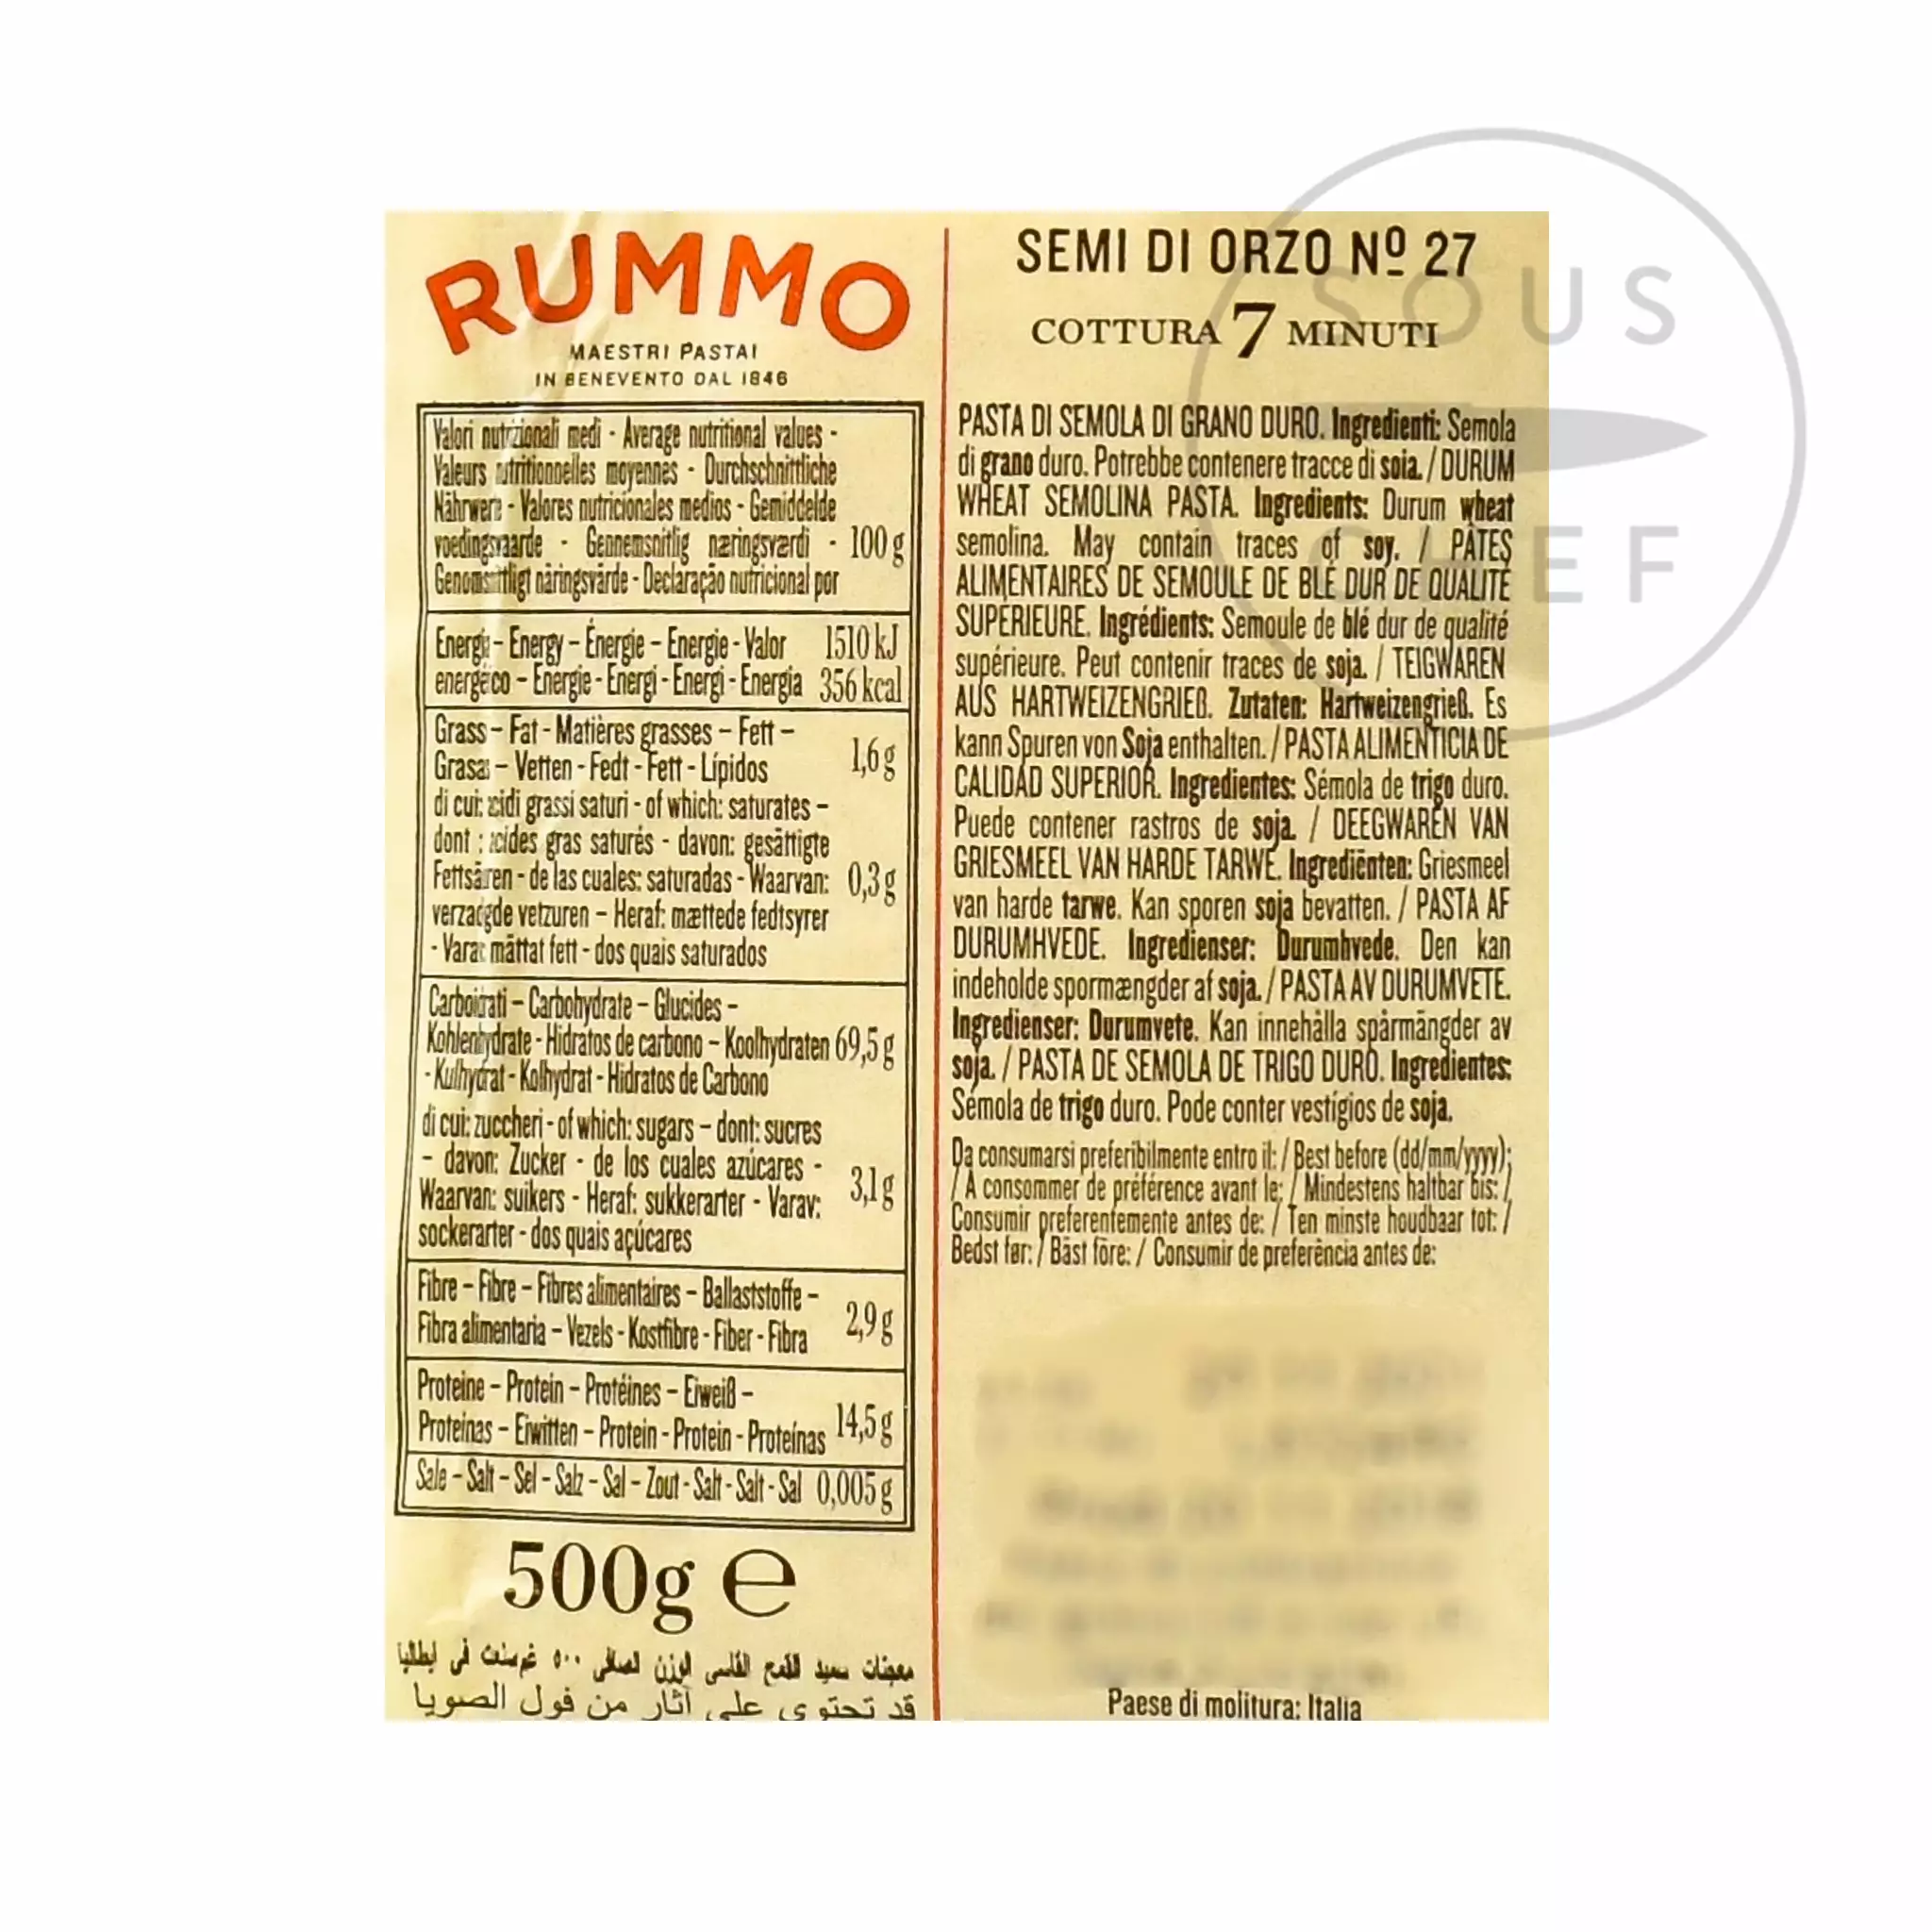 RUMMO
MAESTRI PASTAI
IN BENEVENTO DAL 1846
Valori nutrizionali medi - Average nutritional values -
Valeurs nutritionnelles moyennes - Durchschnittliche
Nährwerte - Valores nutricionales medios - Gemiddelde
voedingswaarde - Gennemsnitlig næringsværdi - 100 g
Genomsnittligt näringsvärde - Declaração nutricional por
Energia - Energy - Énergie - Energie - Valor 1510 kJ
energético - Energie - Energi - Energi - Energia 356 kcal
Grassi - Fat - Matières grasses - Fett -
Grasas - Vetten - Fedt - Fett - Lípidos 1,6 g
di cui: acidi grassi saturi - of which: saturates -
dont : acides gras saturés - davon: gesättigte
Fettsäuren - de las cuales: saturadas - Waarvan: 0,3 g
verzadigde vetzuren - Heraf: mættede fedtsyrer
- Varav mättat fett - dos quais saturados
Carboidrati - Carbohydrate - Glucides -
Kohlenhydrate - Hidratos de carbono - Koolhydraten 69,5 g
- Kulhydrat - Kolhydrat - Hidratos de Carbono
di cui: zuccheri - of which: sugars - dont: sucres
- davon: Zucker - de los cuales azúcares -
Waarvan: suikers - Heraf: sukkerarter - Varav: 3,1 g
sockerarter - dos quais açúcares
Fibre - Fibre - Fibres alimentaires - Ballaststoffe -
Fibra alimentaria - Vezels - Kostfibre - Fiber - Fibra 2,9 g
Proteine - Protein - Protéines - Eiweiß -
Proteinas - Eiwitten - Protein - Protein - Proteínas 14,5 g
Sale - Salt - Sel - Salz - Sal - Zout - Salt - Salt - Sal 0,005 g
500g e
معجنات سميد القمح القاسي الوزن الصافي ٥٠٠ غم صنعت في ايطاليا
قد تحتوي على آثار من فول الصويا
SEMI DI ORZO Nº 27
COTTURA 7 MINUTI
PASTA DI SEMOLA DI GRANO DURO. Ingredienti: Semola
di grano duro. Potrebbe contenere tracce di soia. / DURUM
WHEAT SEMOLINA PASTA. Ingredients: Durum wheat
semolina. May contain traces of soy. / PÂTES
ALIMENTAIRES DE SEMOULE DE BLÉ DUR DE QUALITÉ
SUPÉRIEURE. Ingrédients: Semoule de blé dur de qualité
supérieure. Peut contenir traces de soja. / TEIGWAREN
AUS HARTWEIZENGRIEß. Zutaten: Hartweizengrieß. Es
kann Spuren von Soja enthalten. / PASTA ALIMENTICIA DE
CALIDAD SUPERIOR. Ingredientes: Sémola de trigo duro.
Puede contener rastros de soja. / DEEGWAREN VAN
GRIESMEEL VAN HARDE TARWE. Ingrediënten: Griesmeel
van harde tarwe. Kan sporen soja bevatten. / PASTA AF
DURUMHVEDE. Ingredienser: Durumhvede. Den kan
indeholde spormængder af soja. / PASTA AV DURUMVETE.
Ingredienser: Durumvete. Kan innehålla spårmängder av
soja. / PASTA DE SEMOLA DE TRIGO DURO. Ingredientes:
Sémola de trigo duro. Pode conter vestígios de soja.
Da consumarsi preferibilmente entro il: / Best before (dd/mm/yyyy):
/ À consommer de préférence avant le: / Mindestens haltbar bis: /
Consumir preferentemente antes de: / Ten minste houdbaar tot: /
Bedst før: / Bäst före: / Consumir de preferência antes de:
Paese di molitura: Italia
SOUS
CHEF